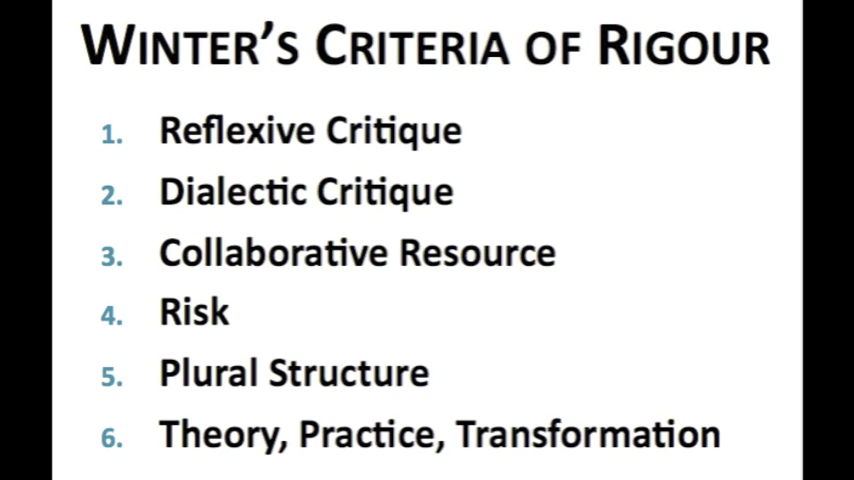 Winter's Criteria of Rigour
1. Reflexive Critique
2. Dialectic Critique
3. Collaborative Resource
4. Risk
5. Plural Structure
6. Theory, Practice, Transformation